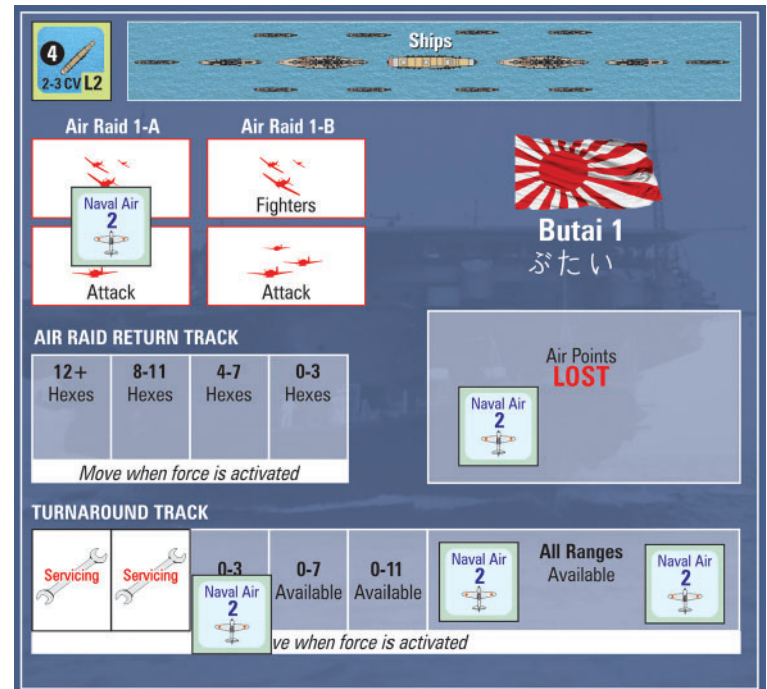 4
2-3 CV L2
Ships
Air Raid 1-A
Air Raid 1-B
Naval Air
2
Attack
Fighters
Attack
Butai 1
ぶたい
AIR RAID RETURN TRACK
12+
Hexes
8-11
Hexes
4-7
Hexes
0-3
Hexes
Move when force is activated
Air Points
LOST
Naval Air
2
TURNAROUND TRACK
Servicing
Servicing
0-3
Naval Air
2
0-7
Available
0-11
Available
Naval Air
2
All Ranges
Available
Naval Air
2
ve when force is activated